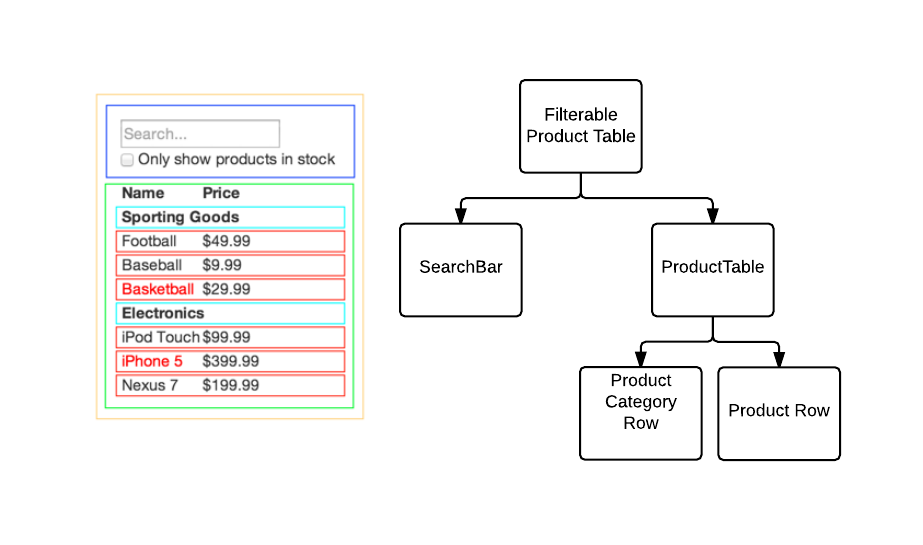 Search...
Only show products in stock
Name Price
Sporting Goods
Football $49.99
Baseball $9.99
Basketball $29.99
Electronics
iPod Touch $99.99
iPhone 5 $399.99
Nexus 7 $199.99
Filterable
Product Table
SearchBar
ProductTable
Product
Category
Row
Product Row